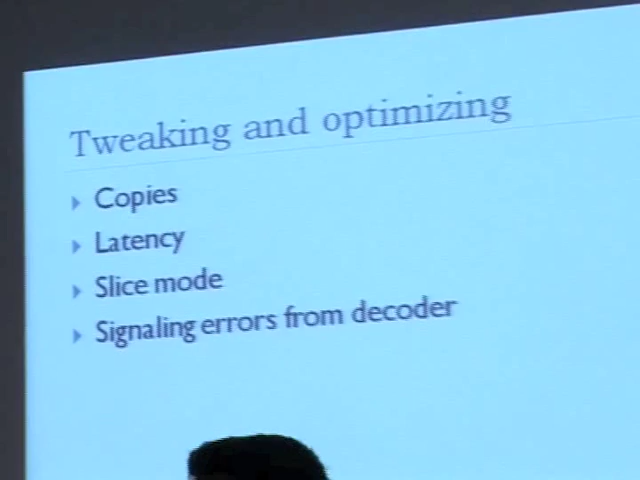 Tweaking and optimizing
Copies
Latency
Slice mode
Signaling errors from decoder